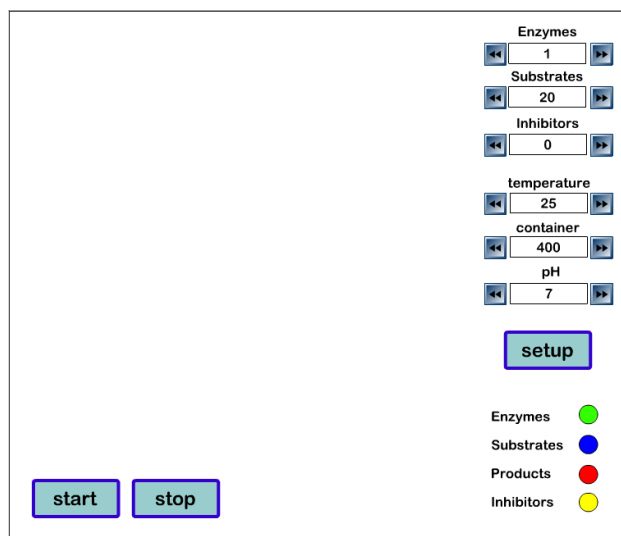 Enzymes
1
Substrates
20
Inhibitors
0
temperature
25
container
400
pH
7
setup
Enzymes
Substrates
Products
Inhibitors
start stop